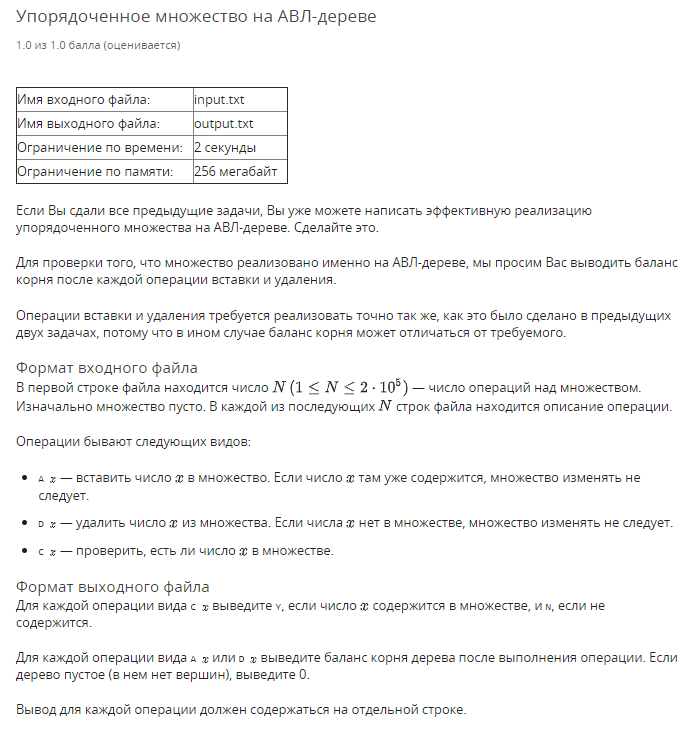 Упорядоченное множество на АВЛ-дереве
1.0 из 1.0 балла (оценивается)
Имя входного файла: input.txt
Имя выходного файла: output.txt
Ограничение по времени: 2 секунды
Ограничение по памяти: 256 мегабайт
Если Вы сдали все предыдущие задачи, Вы уже можете написать эффективную реализацию
упорядоченного множества на АВЛ-дереве. Сделайте это.
Для проверки того, что множество реализовано именно на АВЛ-дереве, мы просим Вас выводить баланс
корня после каждой операции вставки и удаления.
Операции вставки и удаления требуется реализовать точно так же, как это было сделано в предыдущих
двух задачах, потому что в ином случае баланс корня может отличаться от требуемого.
Формат входного файла
В первой строке файла находится число N (1 ≤ N ≤ 2 · 10⁵) — число операций над множеством.
Изначально множество пусто. В каждой из последующих N строк файла находится описание операции.
Операции бывают следующих видов:
• A x — вставить число x в множество. Если число x там уже содержится, множество изменять не
следует.
• D x — удалить число x из множества. Если числа x нет в множестве, множество изменять не следует.
• C x — проверить, есть ли число x в множестве.
Формат выходного файла
Для каждой операции вида C x выведите Y, если число x содержится в множестве, и N, если не
содержится.
Для каждой операции вида A x или D x выведите баланс корня дерева после выполнения операции. Если
дерево пустое (в нем нет вершин), выведите 0.
Вывод для каждой операции должен содержаться на отдельной строке.